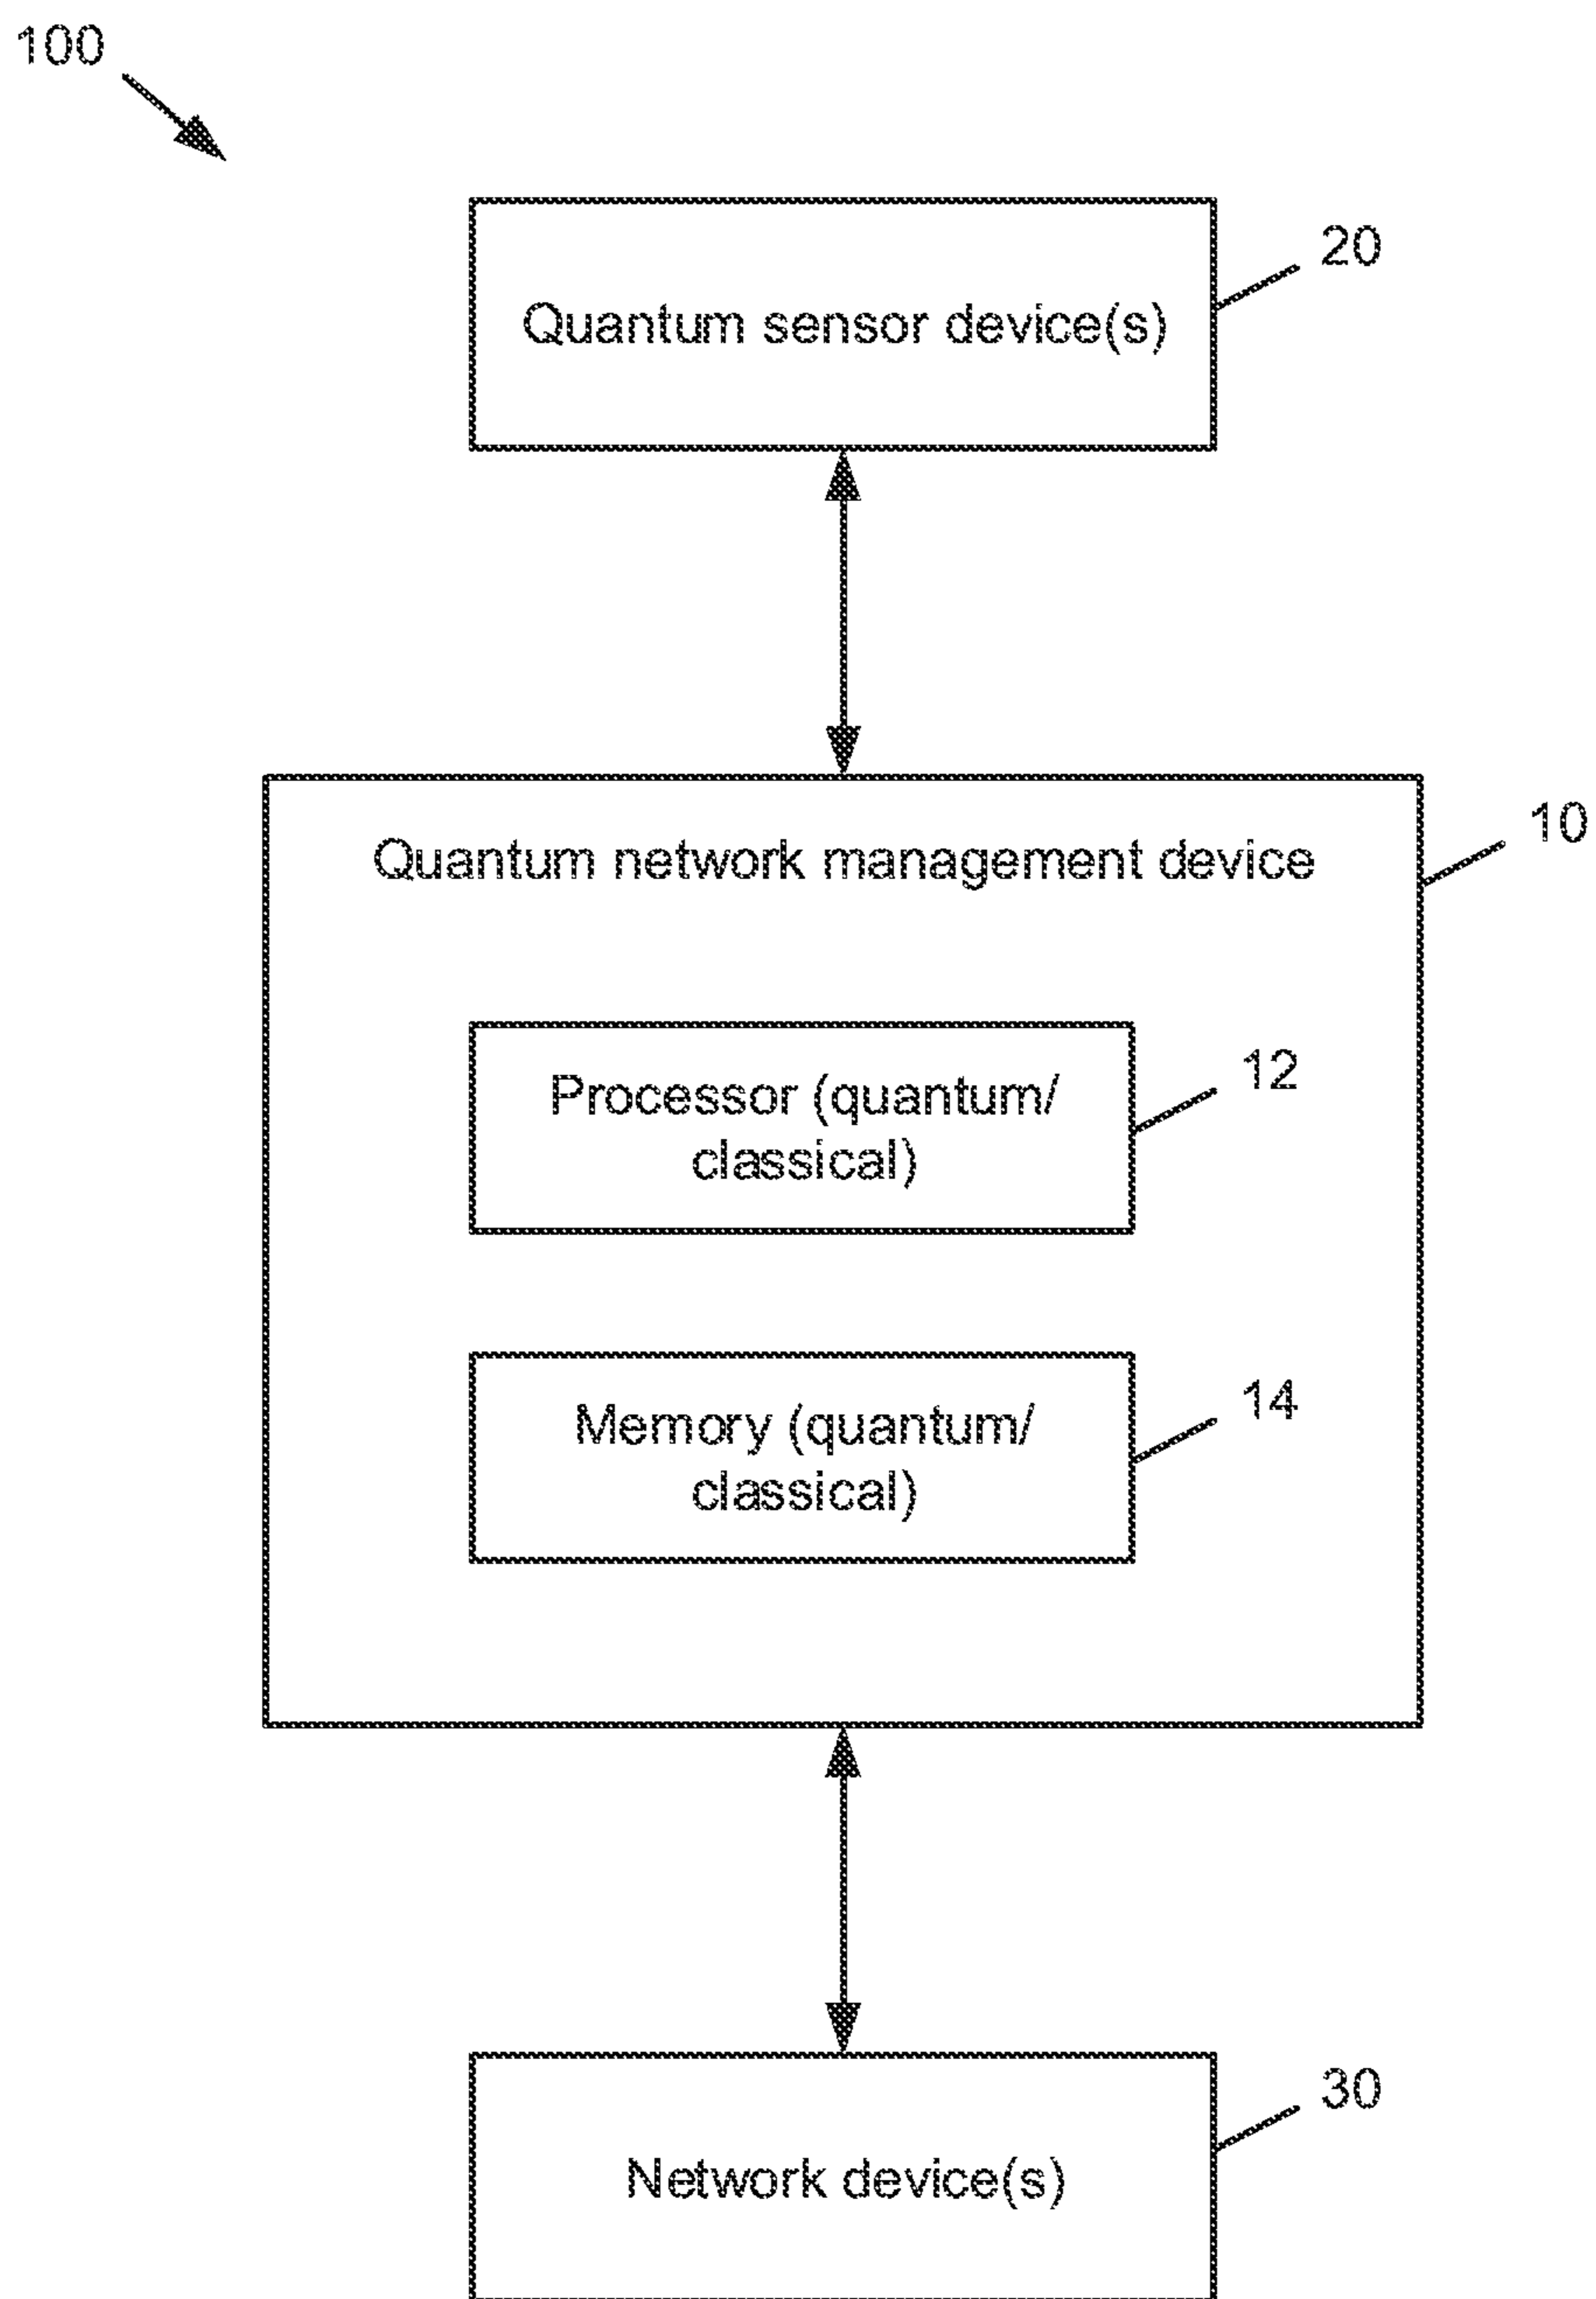 100
20
Quantum sensor device(s)
10
Quantum network management device
12
Processor (quantum/
classical)
14
Memory (quantum/
classical)
30
Network device(s)